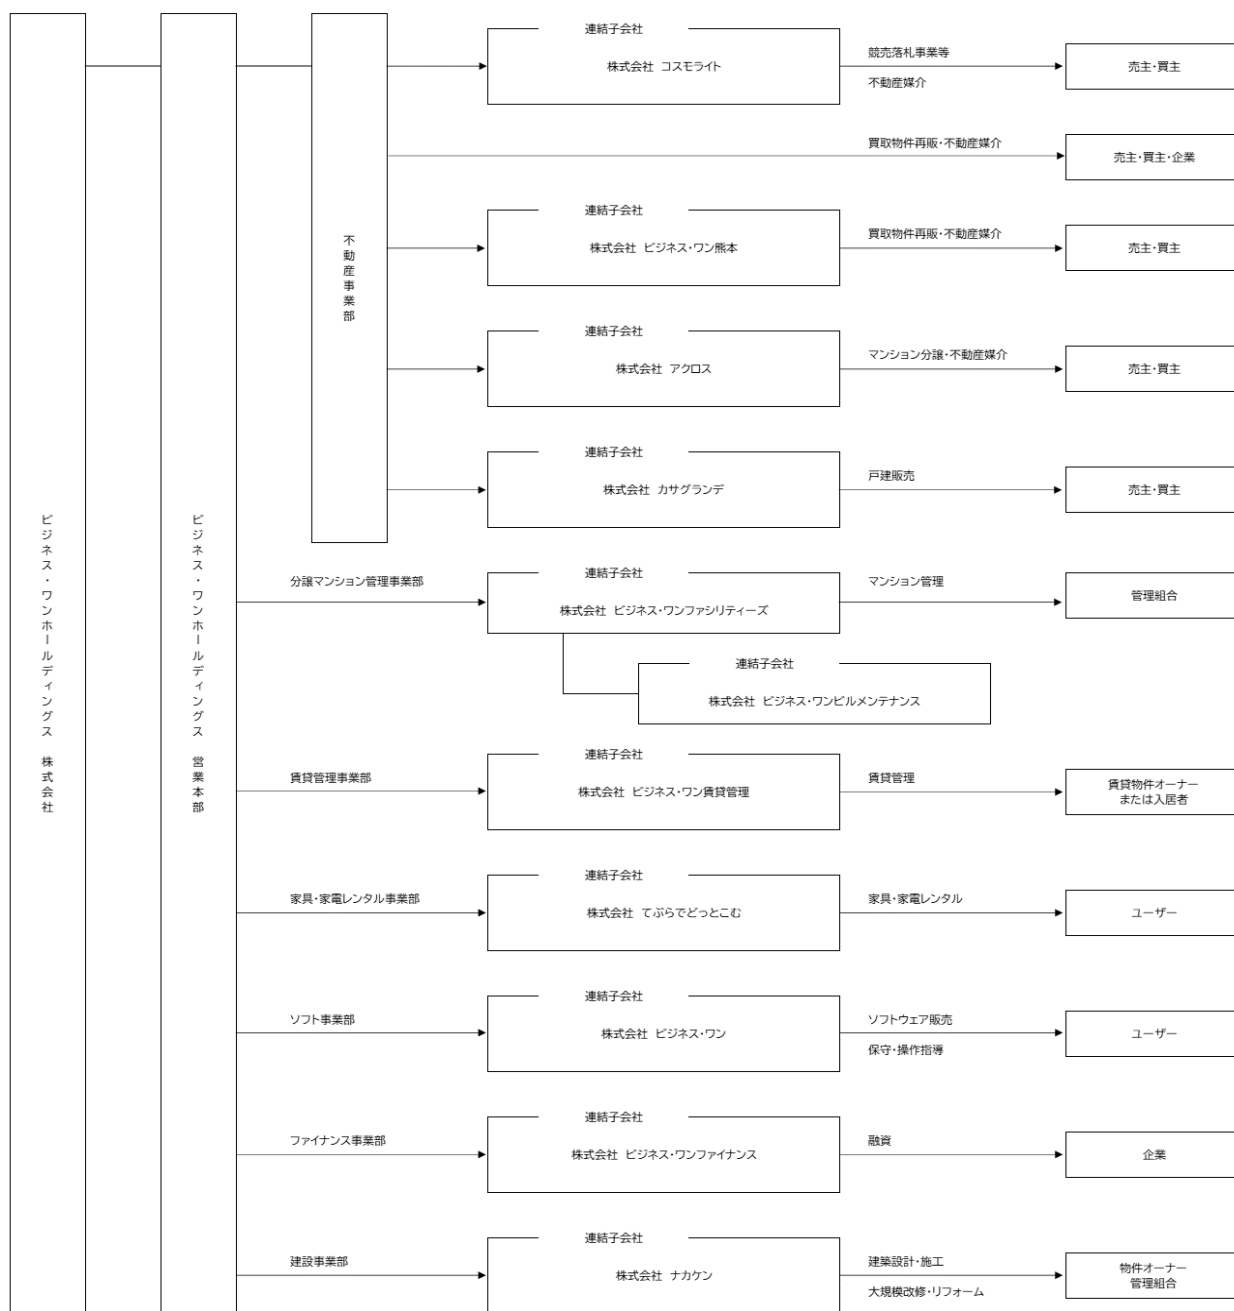 ビジネス・ワンホールディングス 株式会社
ビジネス・ワンホールディングス 営業本部
不動産事業部
連結子会社
株式会社 コスモライト
競売落札事業等
不動産媒介
売主・買主
買取物件再販・不動産媒介
売主・買主・企業
連結子会社
株式会社 ビジネス・ワン熊本
買取物件再販・不動産媒介
売主・買主
連結子会社
株式会社 アクロス
マンション分譲・不動産媒介
売主・買主
連結子会社
株式会社 カサグランデ
戸建販売
売主・買主
分譲マンション管理事業部
連結子会社
株式会社 ビジネス・ワンファシリティーズ
マンション管理
管理組合
連結子会社
株式会社 ビジネス・ワンビルメンテナンス
賃貸管理事業部
連結子会社
株式会社 ビジネス・ワン賃貸管理
賃貸管理
賃貸物件オーナー
または入居者
家具・家電レンタル事業部
連結子会社
株式会社 てぶらでどっとこむ
家具・家電レンタル
ユーザー
ソフト事業部
連結子会社
株式会社 ビジネス・ワン
ソフトウェア販売
保守・操作指導
ユーザー
ファイナンス事業部
連結子会社
株式会社 ビジネス・ワンファイナンス
融資
企業
建設事業部
連結子会社
株式会社 ナカケン
建築設計・施工
大規模改修・リフォーム
物件オーナー
管理組合